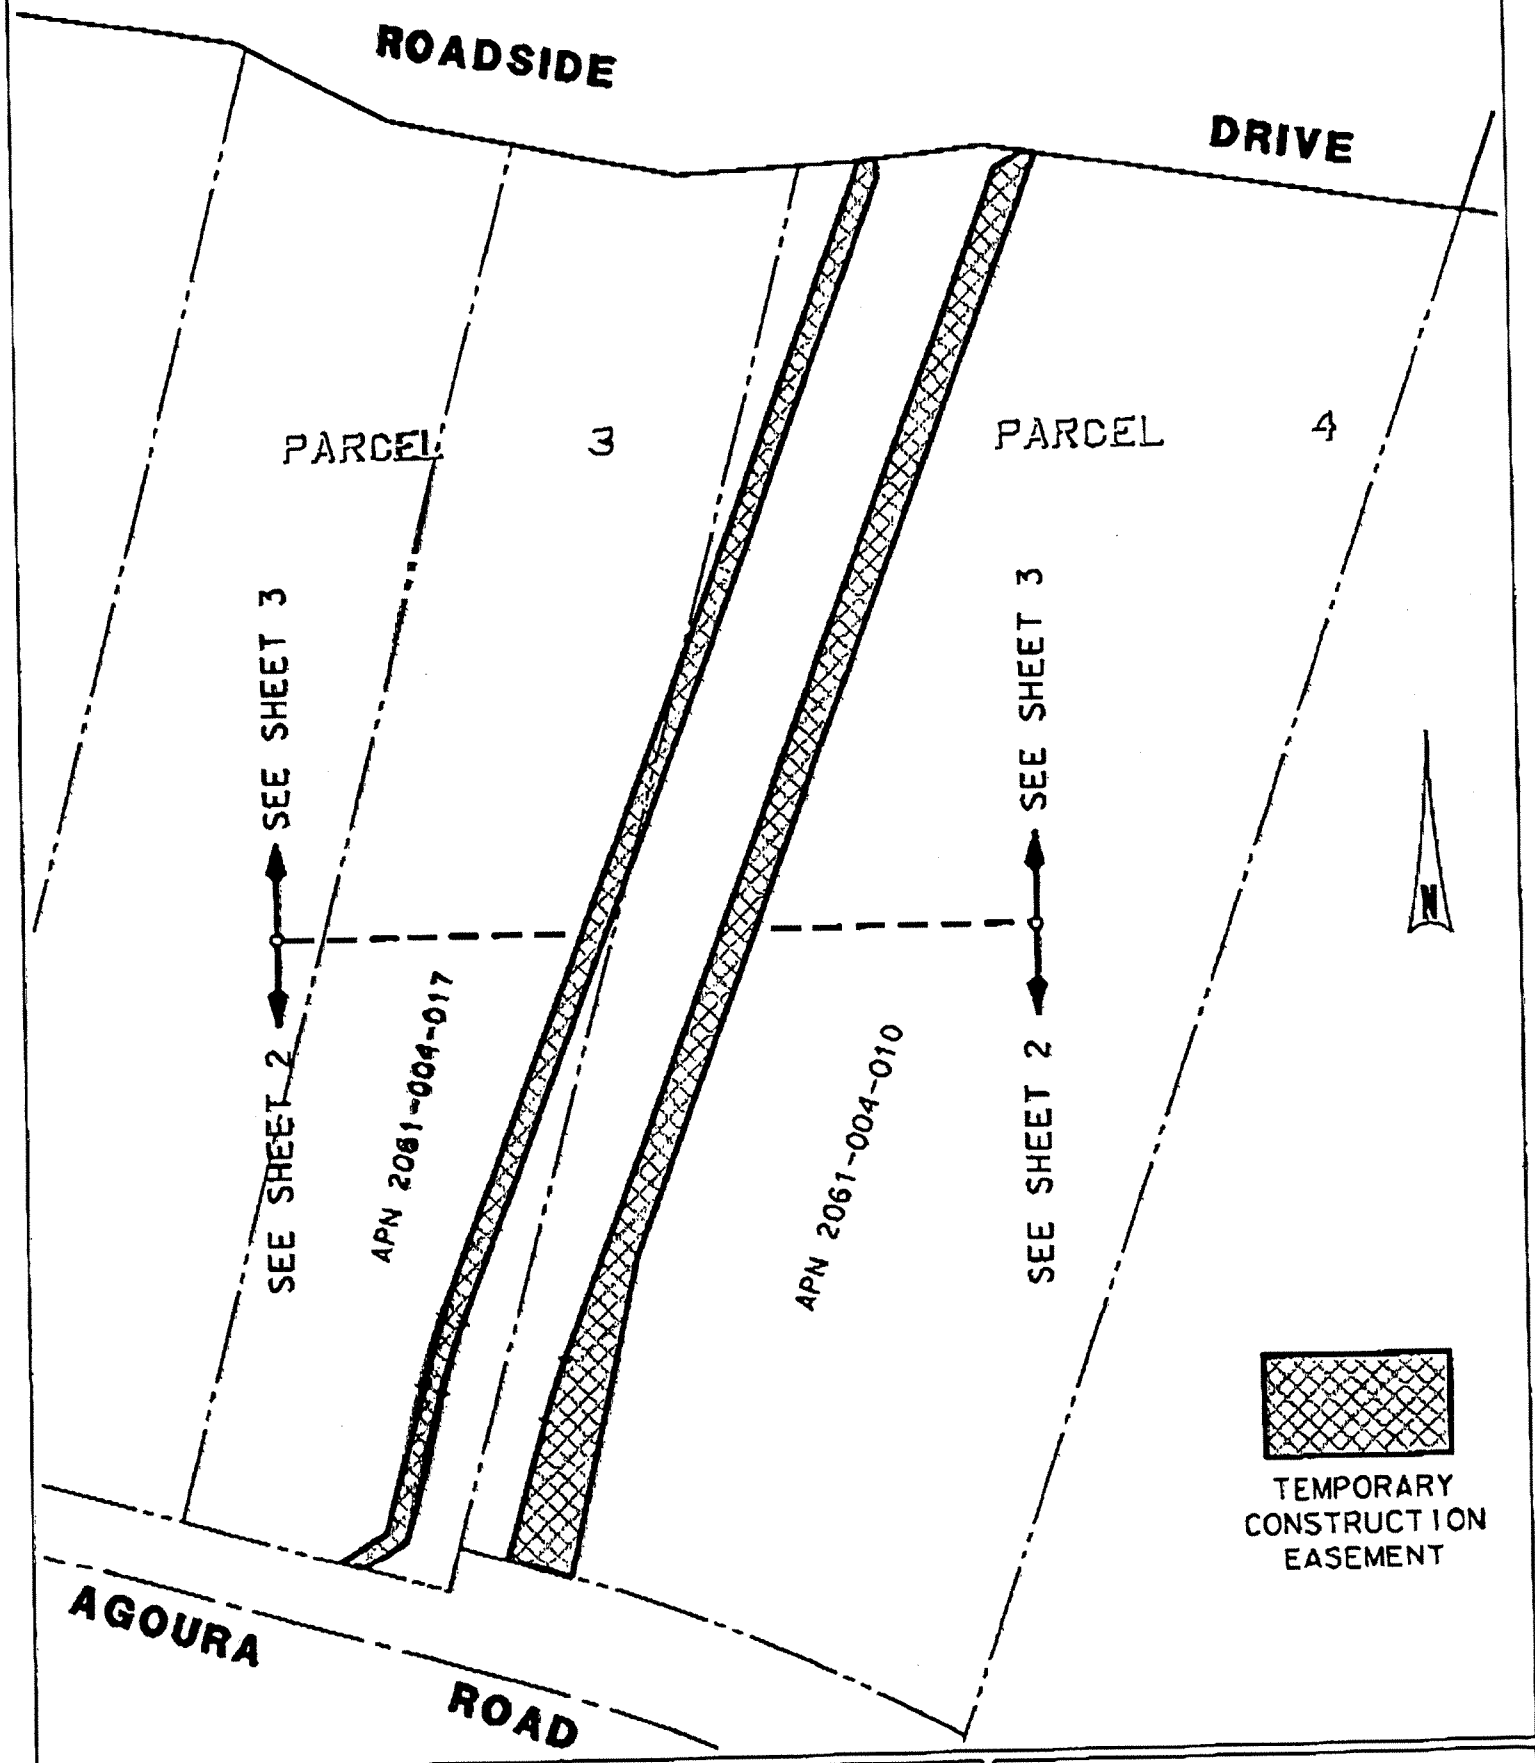 ROADSIDE DRIVE
PARCEL 3
PARCEL 4
SEE SHEET 3
SEE SHEET 3
N
SEE SHEET 2
APN 2061-004-017
APN 2061-004-010
SEE SHEET 2
TEMPORARY
CONSTRUCTION
EASEMENT
AGOURA ROAD